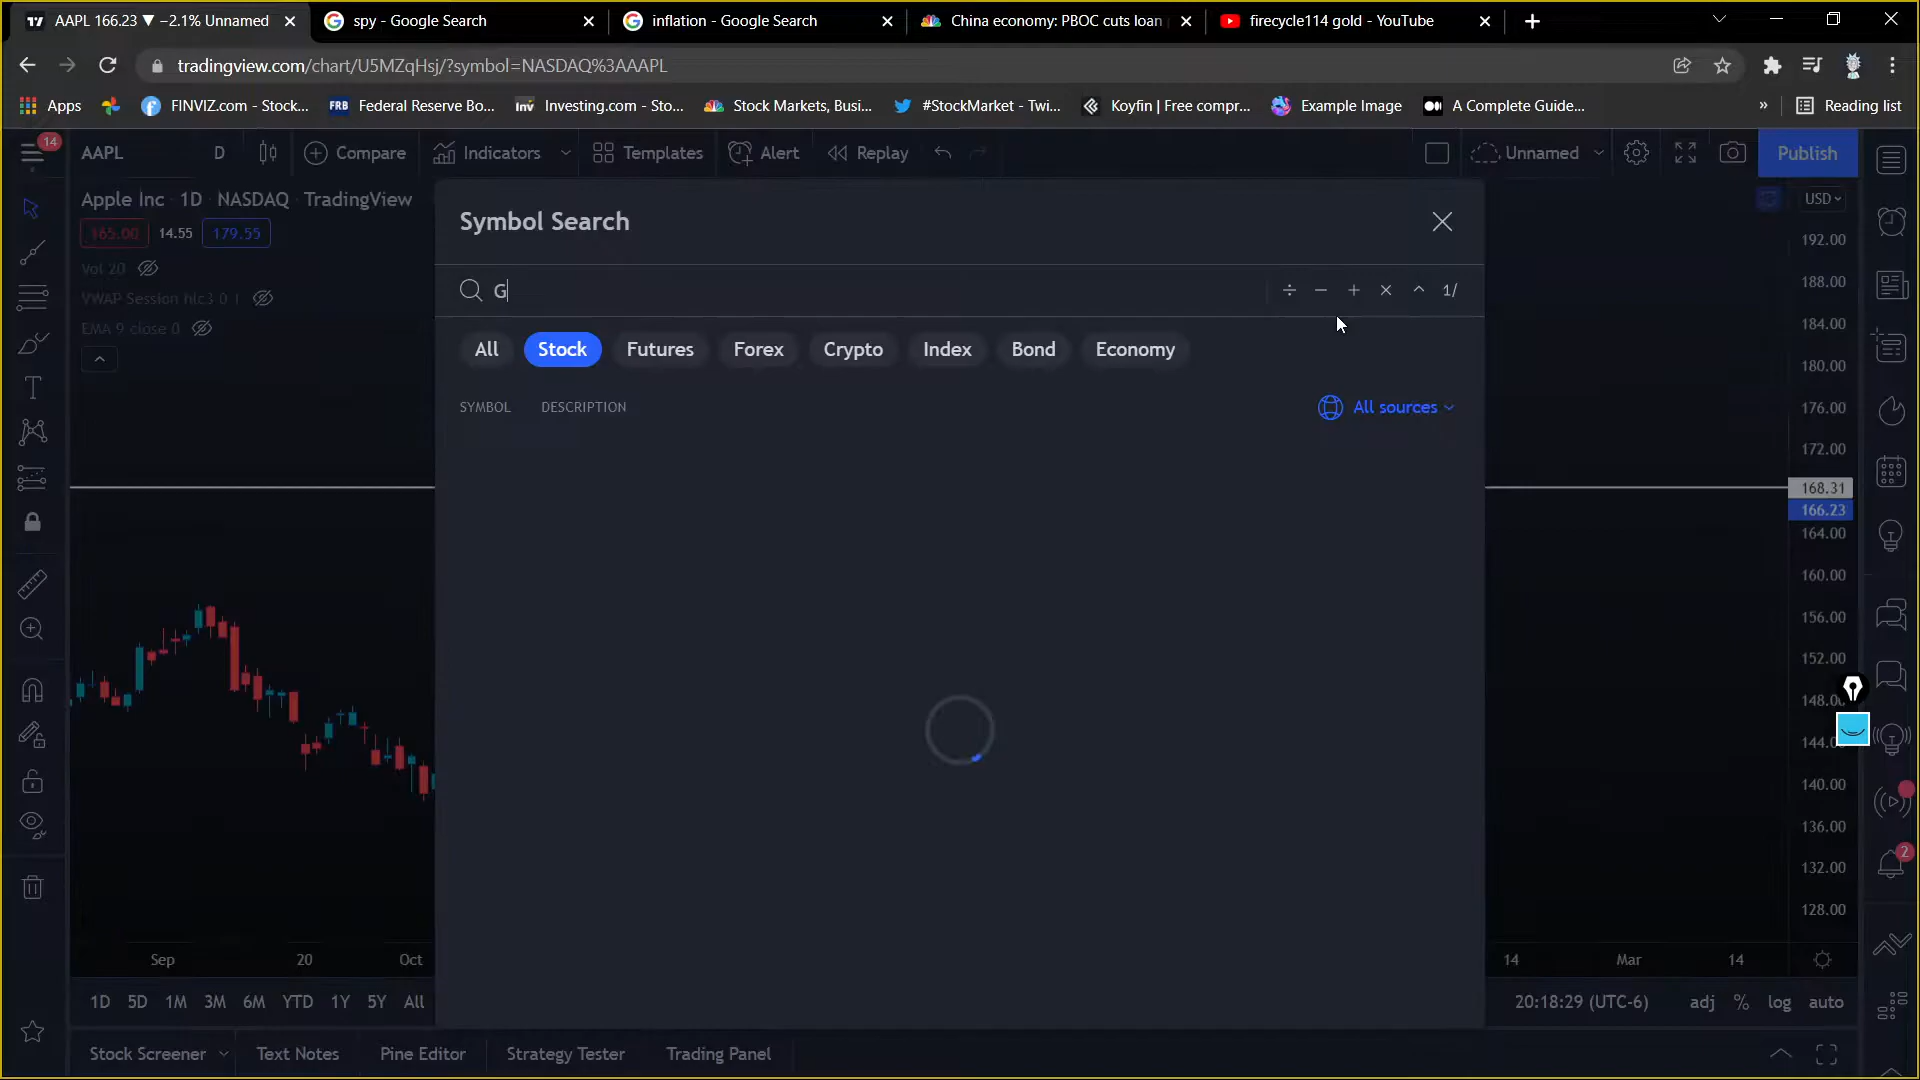 AAPL 166.23 ▼ −2.1% Unnamed
spy - Google Search
inflation - Google Search
China economy: PBOC cuts loan
firecycle114 gold - YouTube
tradingview.com/chart/U5MZqHsj/?symbol=NASDAQ%3AAAPL
Apps
FINVIZ.com - Stock...
FRB
Federal Reserve Bo...
Inv
Investing.com - Sto...
Stock Markets, Busi...
#StockMarket - Twi...
Koyfin | Free compr...
Example Image
A Complete Guide...
»
Reading list
14
AAPL
D
Compare
Indicators
Templates
Alert
Replay
Unnamed
Publish
Apple Inc 1D NASDAQ TradingView
165.00 14.55 179.55
Vol 20
VWAP Session hlc3 0 1
EMA 9 close 0
Symbol Search
G
÷ − + × ^ 1/
All
Stock
Futures
Forex
Crypto
Index
Bond
Economy
SYMBOL
DESCRIPTION
All sources
USD
192.00
188.00
184.00
180.00
176.00
172.00
168.31
166.23
164.00
160.00
156.00
152.00
148.0
144.0
140.00
136.00
132.00
128.00
2
Sep
20
Oct
14
Mar
14
1D 5D 1M 3M 6M YTD 1Y 5Y All
20:18:29 (UTC-6)
adj % log auto
Stock Screener
Text Notes
Pine Editor
Strategy Tester
Trading Panel